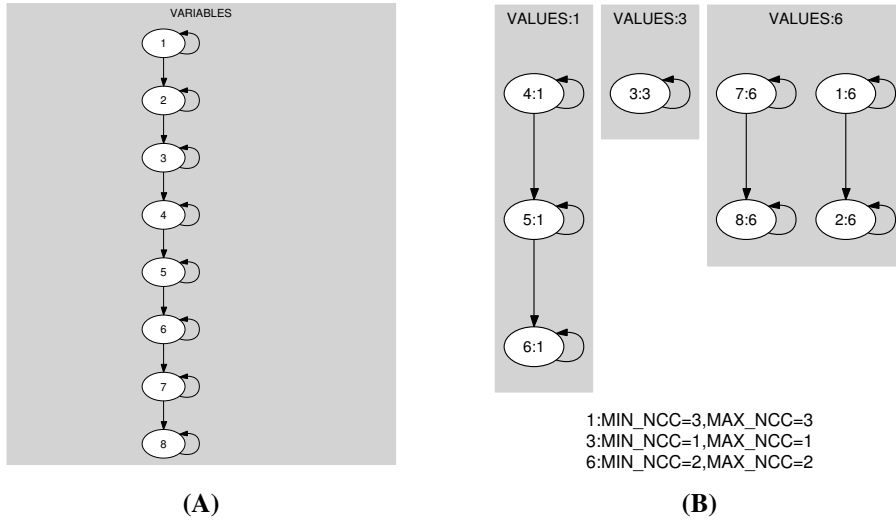 VARIABLES
1
2
3
4
5
6
7
8
(A)
VALUES:1
VALUES:3
VALUES:6
4:1
3:3
7:6
1:6
5:1
8:6
2:6
6:1
1:MIN_NCC=3,MAX_NCC=3
3:MIN_NCC=1,MAX_NCC=1
6:MIN_NCC=2,MAX_NCC=2
(B)